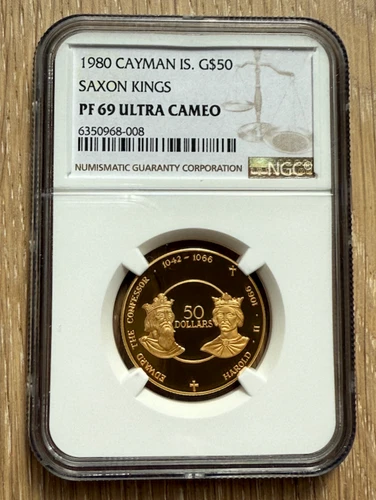 1980 CAYMAN IS. G$50
SAXON KINGS
PF 69 ULTRA CAMEO
6350968-008
NUMISMATIC GUARANTY CORPORATION
NGC
EDWARD THE CONFESSOR · 1042 - 1066
HAROLD · II · 1066
50
DOLLARS